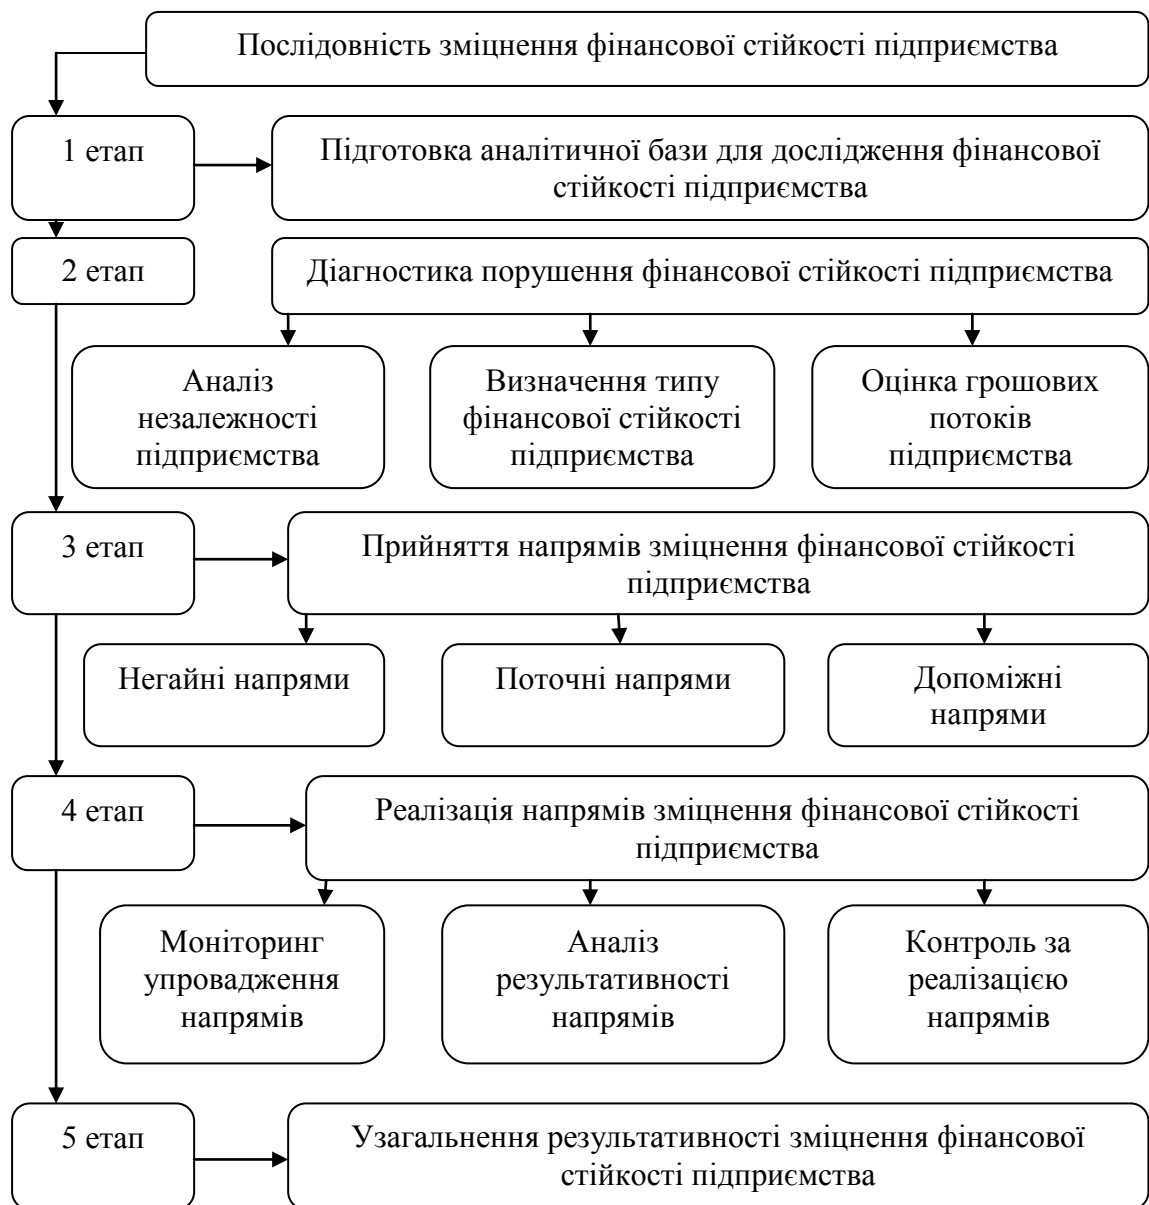 Послідовність зміцнення фінансової стійкості підприємства
1 етап
Підготовка аналітичної бази для дослідження фінансової
стійкості підприємства
2 етап
Діагностика порушення фінансової стійкості підприємства
Аналіз
незалежності
підприємства
Визначення типу
фінансової стійкості
підприємства
Оцінка грошових
потоків
підприємства
3 етап
Прийняття напрямів зміцнення фінансової стійкості
підприємства
Негайні напрями
Поточні напрями
Допоміжні
напрями
4 етап
Реалізація напрямів зміцнення фінансової стійкості
підприємства
Моніторинг
упровадження
напрямів
Аналіз
результативності
напрямів
Контроль за
реалізацією
напрямів
5 етап
Узагальнення результативності зміцнення фінансової
стійкості підприємства